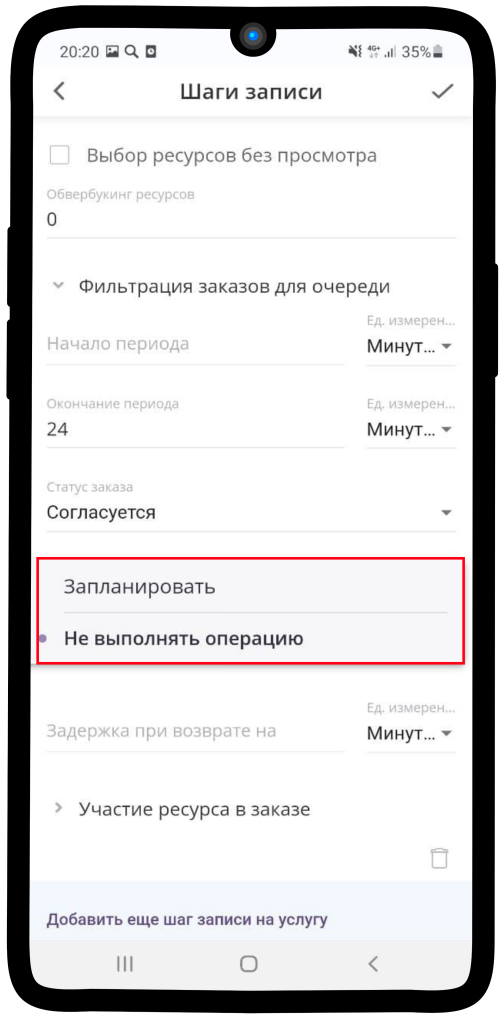 20:20 4G+ 35%
Шаги записи
Выбор ресурсов без просмотра
Обвербукинг ресурсов
0
Фильтрация заказов для очереди
Ед. измерен...
Начало периода Минут...
Окончание периода Ед. измерен...
24 Минут...
Статус заказа
Согласуется
Запланировать
Не выполнять операцию
Ед. измерен...
Задержка при возврате на Минут...
Участие ресурса в заказе
Добавить еще шаг записи на услугу